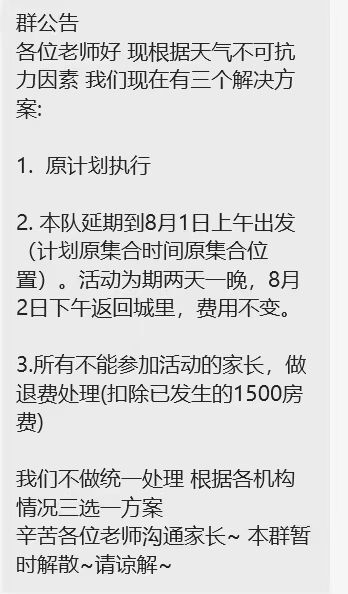 群公告
各位老师好 现根据天气不可抗
力因素 我们现在有三个解决方
案:
1. 原计划执行
2. 本队延期到8月1日上午出发
（计划原集合时间原集合位
置）。活动为期两天一晚，8月
2日下午返回城里，费用不变。
3.所有不能参加活动的家长，做
退费处理(扣除已发生的1500房
费)
我们不做统一处理 根据各机构
情况三选一方案
辛苦各位老师沟通家长~ 本群暂
时解散~请谅解~